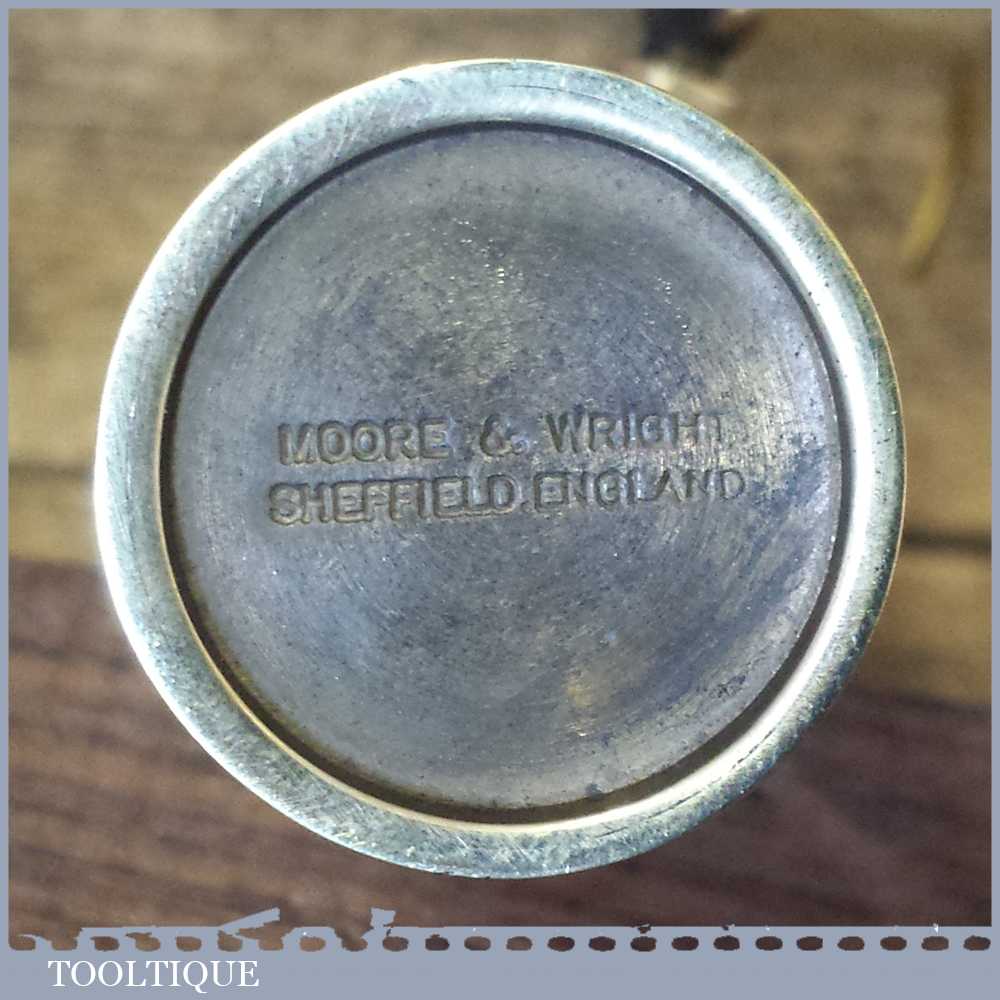 MOORE & WRIGHT
SHEFFIELD. ENGLAND
TOOLTIQUE